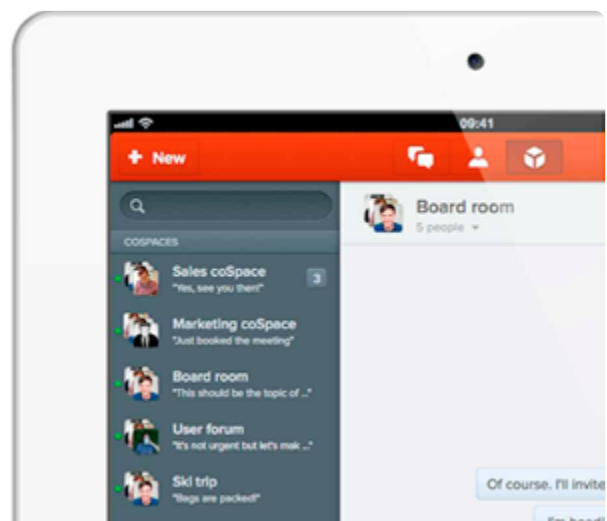 09:41
+ New
Board room
5 people
COSPACES
Sales coSpace
3
"Yes, see you then!"
Marketing coSpace
"Just booked the meeting"
Board room
"This should be the topic of ..."
User forum
"It's not urgent but let's mak ..."
Ski trip
"Bags are packed!"
Of course. I'll invite